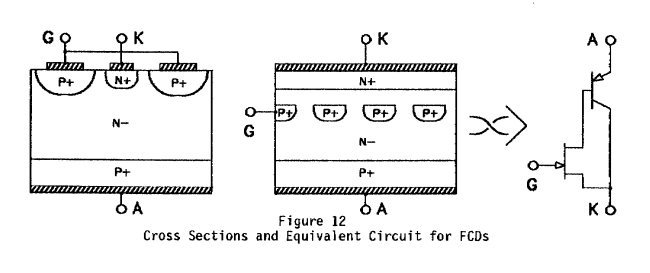 G K
P+ N+ P+
N-
P+
A
K
N+
G P+ P+ P+ P+
N-
P+
A
A
G
K
Figure 12
Cross Sections and Equivalent Circuit for FCDs